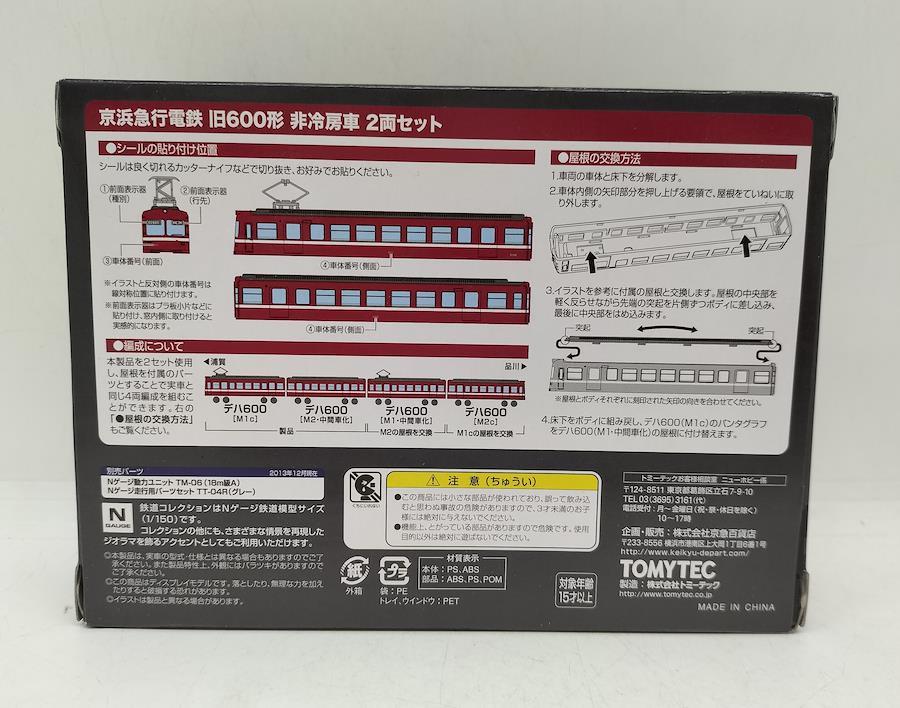 京浜急行電鉄 旧600形 非冷房車 2両セット
●シールの貼り付け位置
シールは良く切れるカッターナイフなどで切り抜き、お好みでお貼りください。
①前面表示器
(種別)
②前面表示器
(行先)
③車体番号(前面)
④車体番号(側面)
④車体番号(側面)
※イラストと反対側の車体番号は
線対称位置に貼り付けます。
※前面表示器はプラ板小片などに
貼り付け、窓内側に取り付けると
実感的になります。
●編成について
本製品を2セット使用
し、屋根を付属のパー
ツとすることで実車と
同じ4両編成を組むこ
とができます。右の
「●屋根の交換方法」
もご覧ください。
◀浦賀
品川▶
デハ600
[M1c]
デハ600
[M2・中間車化]
デハ600
[M1・中間車化]
デハ600
[M2c]
製品
M2の屋根を交換
M1cの屋根を交換
●屋根の交換方法
1.車両の車体と床下を分解します。
2.車体内側の矢印部分を押し上げる要領で、屋根をていねいに取
り外します。
3.イラストを参考に付属の屋根と交換します。屋根の中央部を
軽く反らせながら先端の突起を片側ずつボディに差し込み、
最後に中央部をはめ込みます。
突起
突起
※屋根とボディそれぞれに刻印された矢印の向きを合わせてください。
4.床下をボディに組み戻し、デハ600(M1c)のパンタグラフ
をデハ600(M1・中間車化)の屋根に付け替えます。
別売パーツ
2013年12月現在
Nゲージ動力ユニット TM-06 (18m級A)
Nゲージ走行用パーツセット TT-04R(グレー)
N
GAUGE
鉄道コレクションはNゲージ鉄道模型サイズ
(1/150)です。
コレクションの他にも、さまざまな情景を再現した
ジオラマを飾るアクセントとしてもご利用いただけます。
◎本製品は、実車の型式・仕様とは異なる場合もありますのでご了
承ください。また製品特性上、外観にはバラツキがありますので
ご了承ください。
◎この商品はディスプレイモデルです。落としたり、無理な力を加え
たりすると破損する恐れがあります。
◎イラストは製品と異なる場合があります。
くちにいれない
注意(ちゅうい)
●この商品には小さな部品が使われており、誤って飲み込
むと思わぬ事故の危険がありますので、3才未満のお子
様には絶対に与えないでください。
●機能上、とがっている部品がありますので危険です。使用
目的以外は絶対に遊ばないでください。
紙
外箱
プラ
袋:PE
トレイ、ウインドウ:PET
材質表示
本体:PS、ABS
部品:ABS、PS、POM
対象年齢
15才以上
トミーテックお客様相談室 ニューホビー係
〒124-8511 東京都葛飾区立石7-9-10
TEL 03(3695)3161(代)
電話受付:月~金曜日(祝・祭・休日を除く)
10~17時
企画・販売:株式会社京急百貨店
〒233-8556 横浜市港南区上大岡西1丁目6番1号
http://www.keikyu-depart.com/
TOMYTEC
製造:株式会社トミーテック
http://www.tomytec.co.jp
MADE IN CHINA